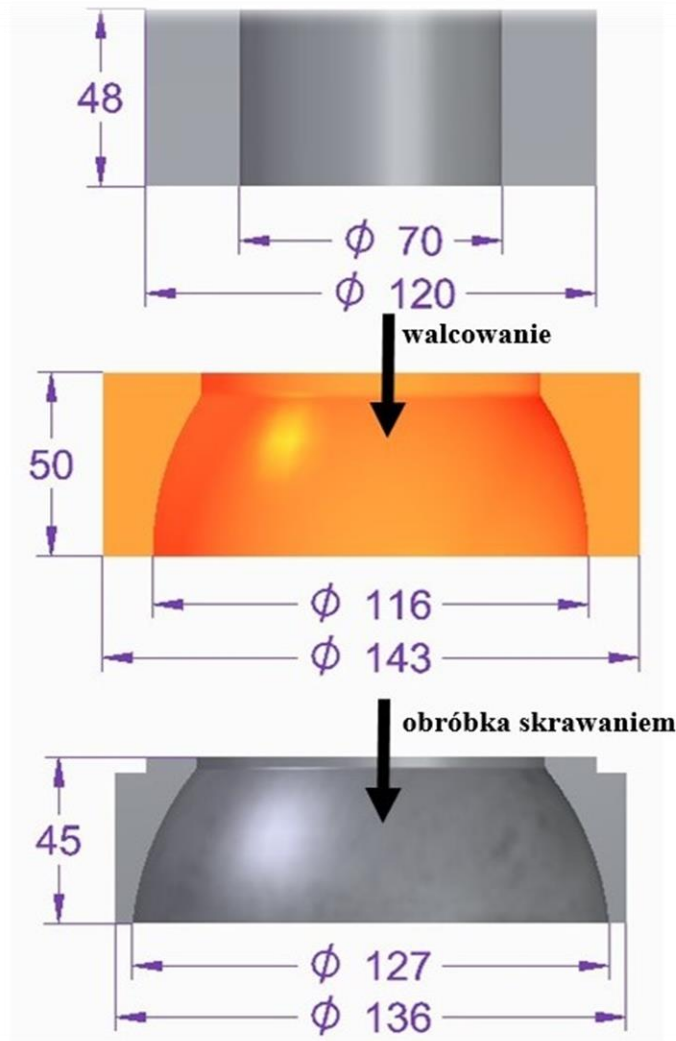 48
ϕ 70
ϕ 120
walcowanie
50
ϕ 116
ϕ 143
obróbka skrawaniem
45
ϕ 127
ϕ 136